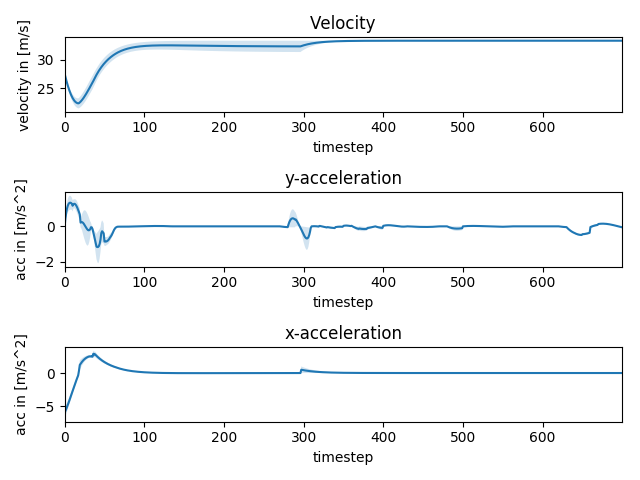 Velocity
velocity in [m/s]
30
25
0 100 200 300 400 500 600
timestep
y-acceleration
acc in [m/s^2]
0
−2
0 100 200 300 400 500 600
timestep
x-acceleration
acc in [m/s^2]
0
−5
0 100 200 300 400 500 600
timestep